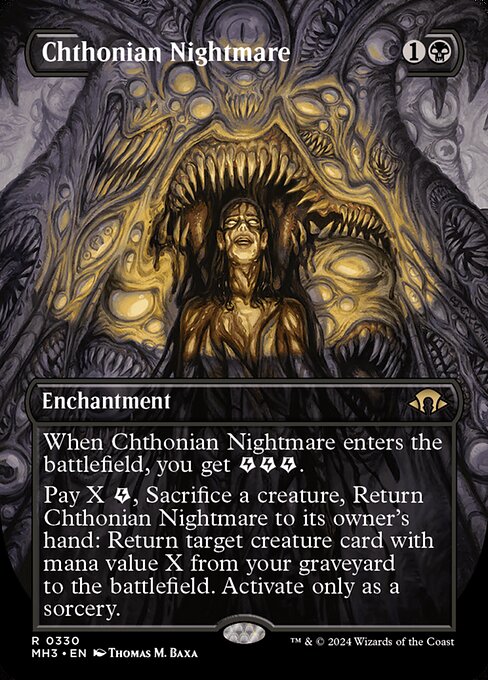 Chthonian Nightmare 1
Enchantment
When Chthonian Nightmare enters the
battlefield, you get
Pay X , Sacrifice a creature, Return
Chthonian Nightmare to its owner's
hand: Return target creature card with
mana value X from your graveyard
to the battlefield. Activate only as a
sorcery.
R 0330
MH3 • EN Thomas M. Baxa
™ & © 2024 Wizards of the Coast